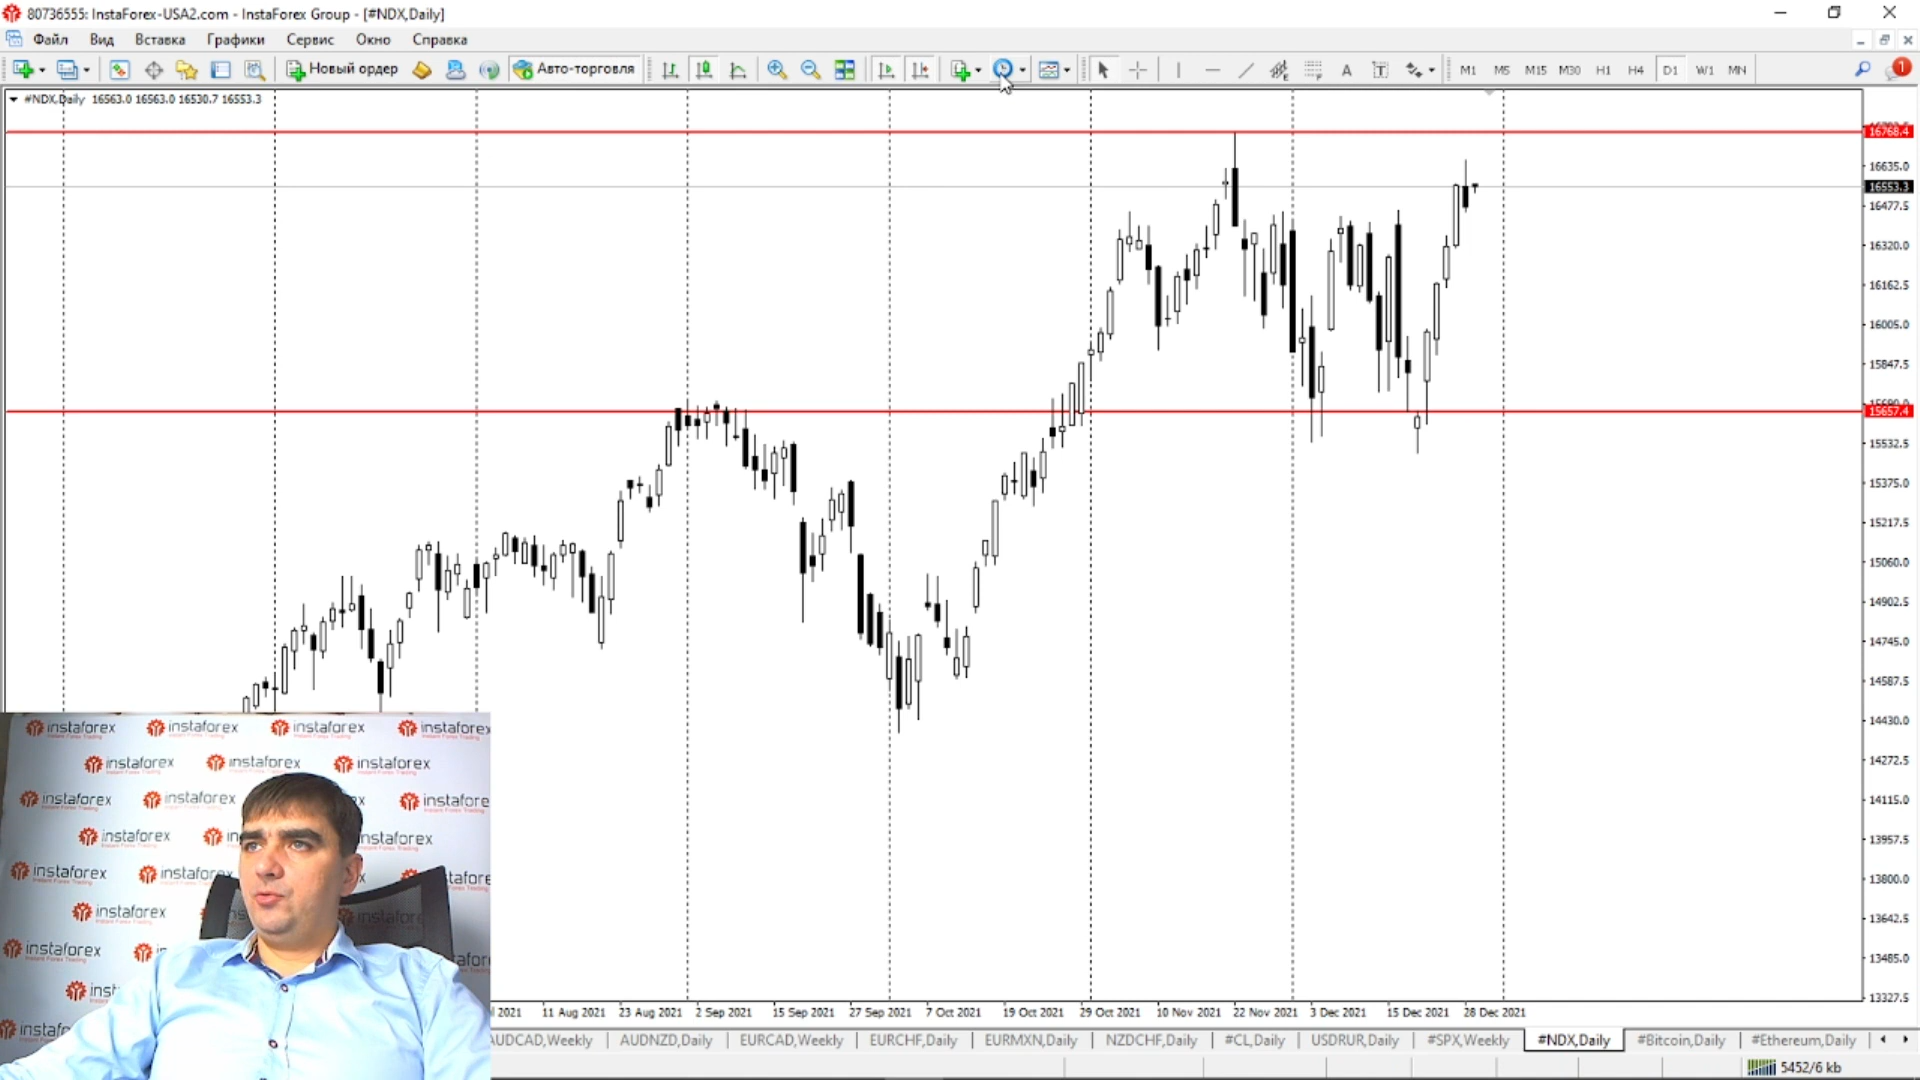 80736555: InstaForex-USA2.com - InstaForex Group - [#NDX,Daily]
Файл Вид Вставка Графики Сервис Окно Справка
Новый ордер Авто-торговля A T M1 M5 M15 M30 H1 H4 D1 W1 MN 1
#NDX,Daily 16563.0 16563.0 16530.7 16553.3
16768.4
16635.0
16553.3
16477.5
16320.0
16162.5
16005.0
15847.5
15657.4
15532.5
15375.0
15217.5
15060.0
14902.5
14745.0
14587.5
14430.0
14272.5
14115.0
13957.5
13800.0
13642.5
13485.0
13327.5
instaforex instaforex instaforex instaforex
Instant Forex Trading
instaforex instaforex instaforex
instaforex instaforex instaforex
instaforex
instaforex instaforex
instaforex
instaforex
2021 11 Aug 2021 23 Aug 2021 2 Sep 2021 15 Sep 2021 27 Sep 2021 7 Oct 2021 19 Oct 2021 29 Oct 2021 10 Nov 2021 22 Nov 2021 3 Dec 2021 15 Dec 2021 28 Dec 2021
AUDCAD,Weekly AUDNZD,Daily EURCAD,Weekly EURCHF,Daily EURMXN,Daily NZDCHF,Daily #CL,Daily USDRUR,Daily #SPX,Weekly #NDX,Daily #Bitcoin,Daily #Ethereum,Daily
5452/6 kb